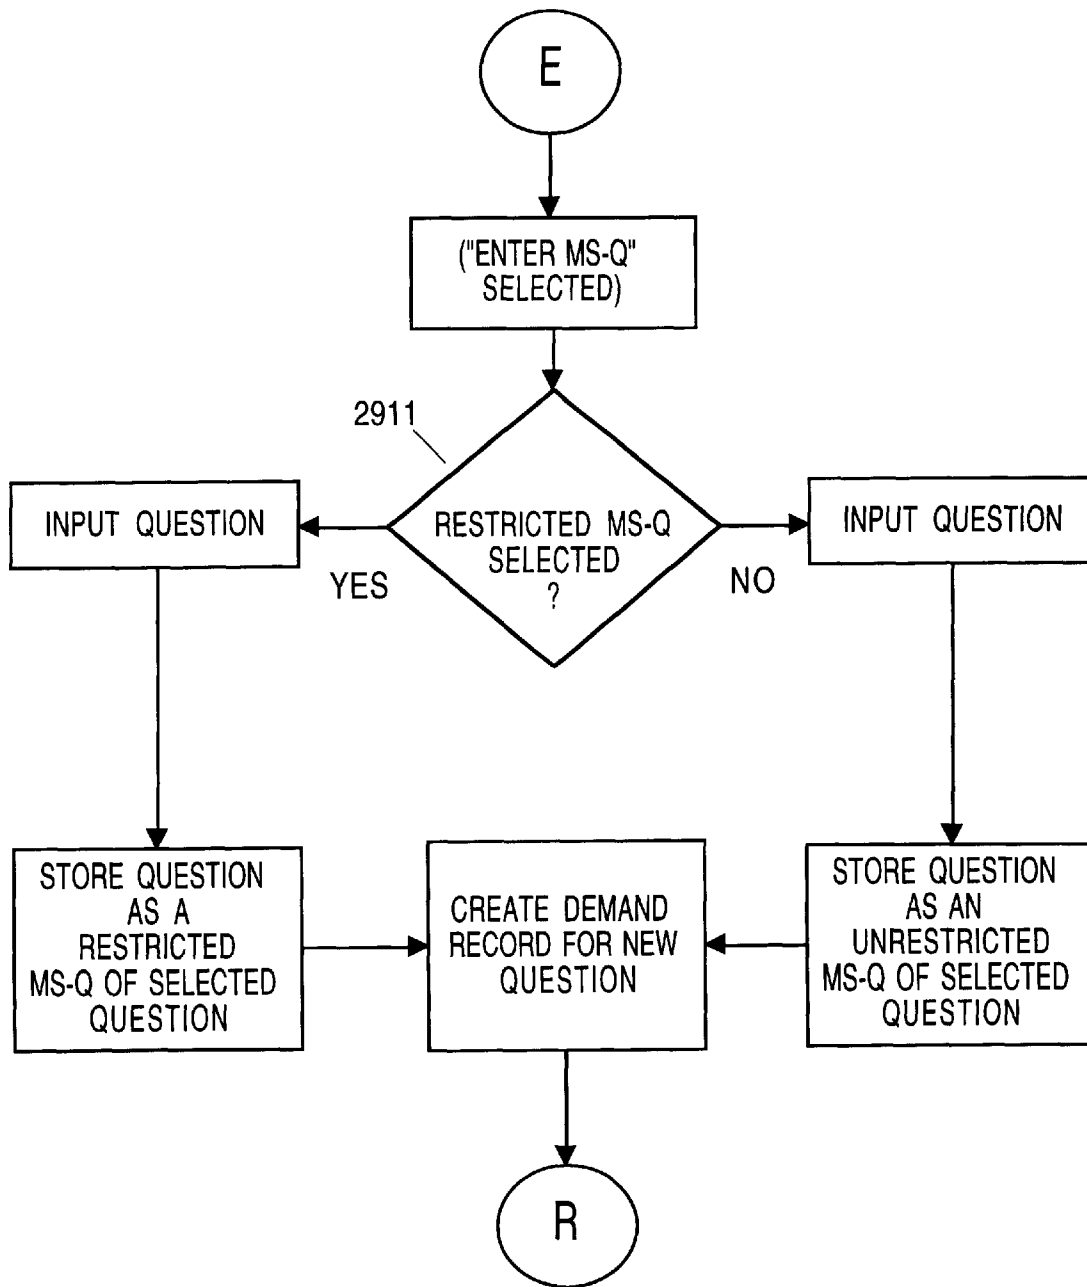 E
("ENTER MS-Q"
SELECTED)
2911
RESTRICTED MS-Q
SELECTED
?
YES
NO
INPUT QUESTION
INPUT QUESTION
STORE QUESTION
AS A
RESTRICTED
MS-Q OF SELECTED
QUESTION
CREATE DEMAND
RECORD FOR NEW
QUESTION
STORE QUESTION
AS AN
UNRESTRICTED
MS-Q OF SELECTED
QUESTION
R